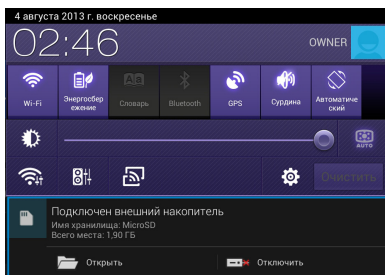 4 августа 2013 г. воскресенье
02:46
OWNER
Wi-Fi
Энергосбер
ежение
Словарь
Bluetooth
GPS
Сурдина
Автоматиче
ский
AUTO
Очистить
Подключен внешний накопитель
Имя хранилища: MicroSD
Всего места: 1,90 ГБ
Открыть
Отключить